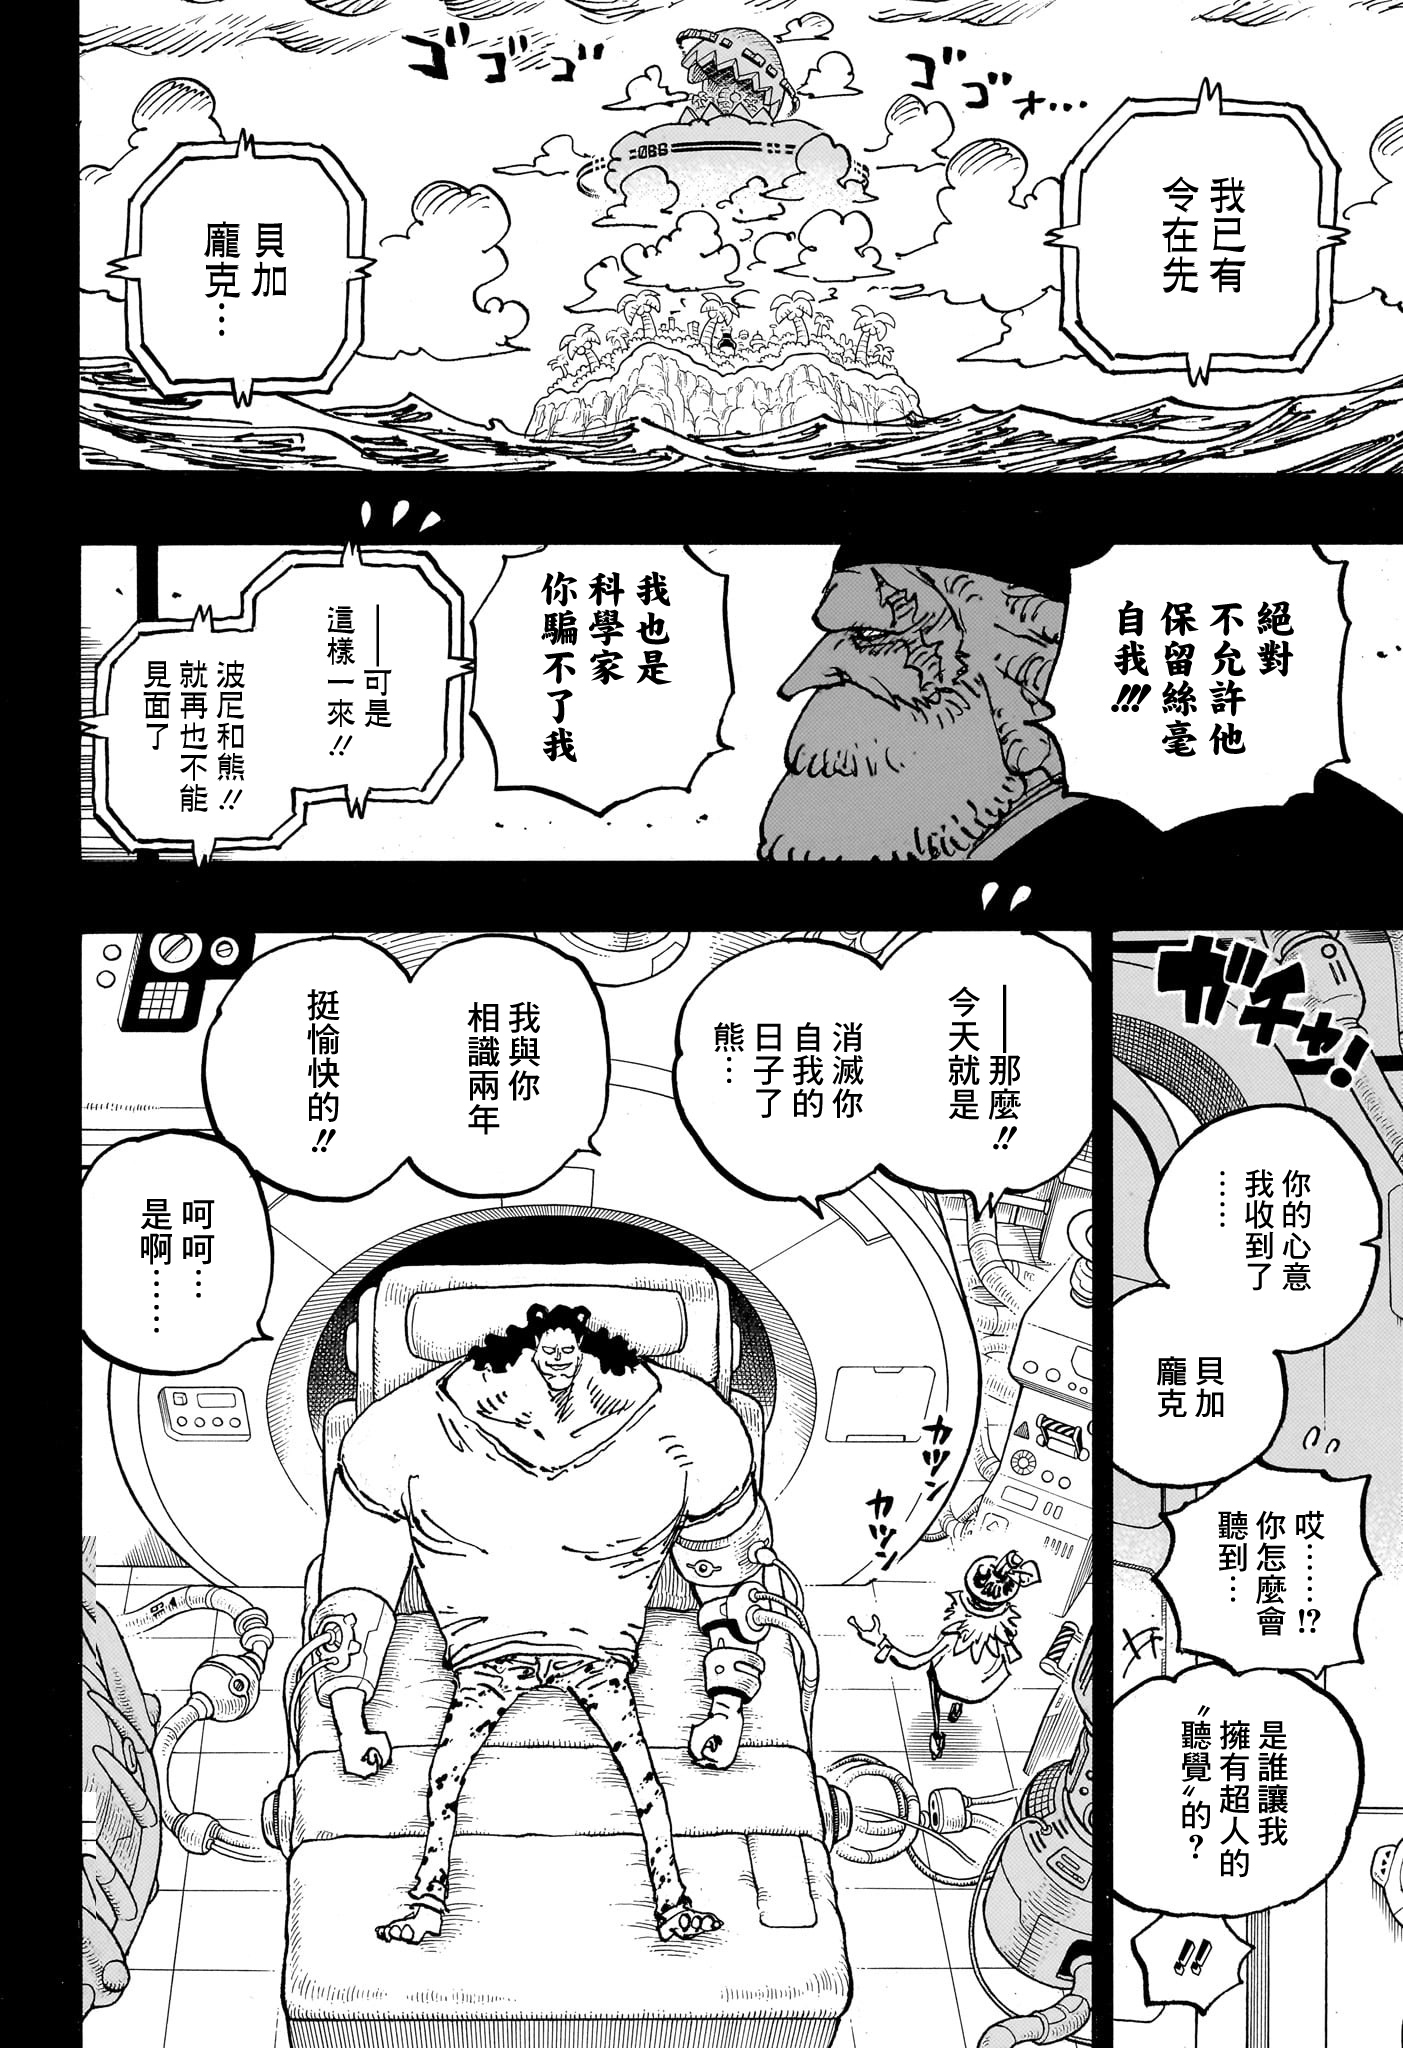 ゴゴゴ
ゴゴォ…
=066
我已有
令在先
貝加
龐克…
絕對
不允許他
保留絲毫
自我!!!
我也是
科學家
你騙不了我
——可是
這樣一來!!
波尼和熊!!
就再也不能
見面了
ガチャ!
你的心意
我收到了
……
貝加
龐克
哎……!?
你怎麼會
聽到…
是誰讓我
擁有超人的
〝聽覺〞的?
!!
——那麼!!
今天就是
消滅你
自我的
日子了
熊…
我與你
相識兩年
挺愉快的!!
呵呵…
是啊……
カツン
カツン